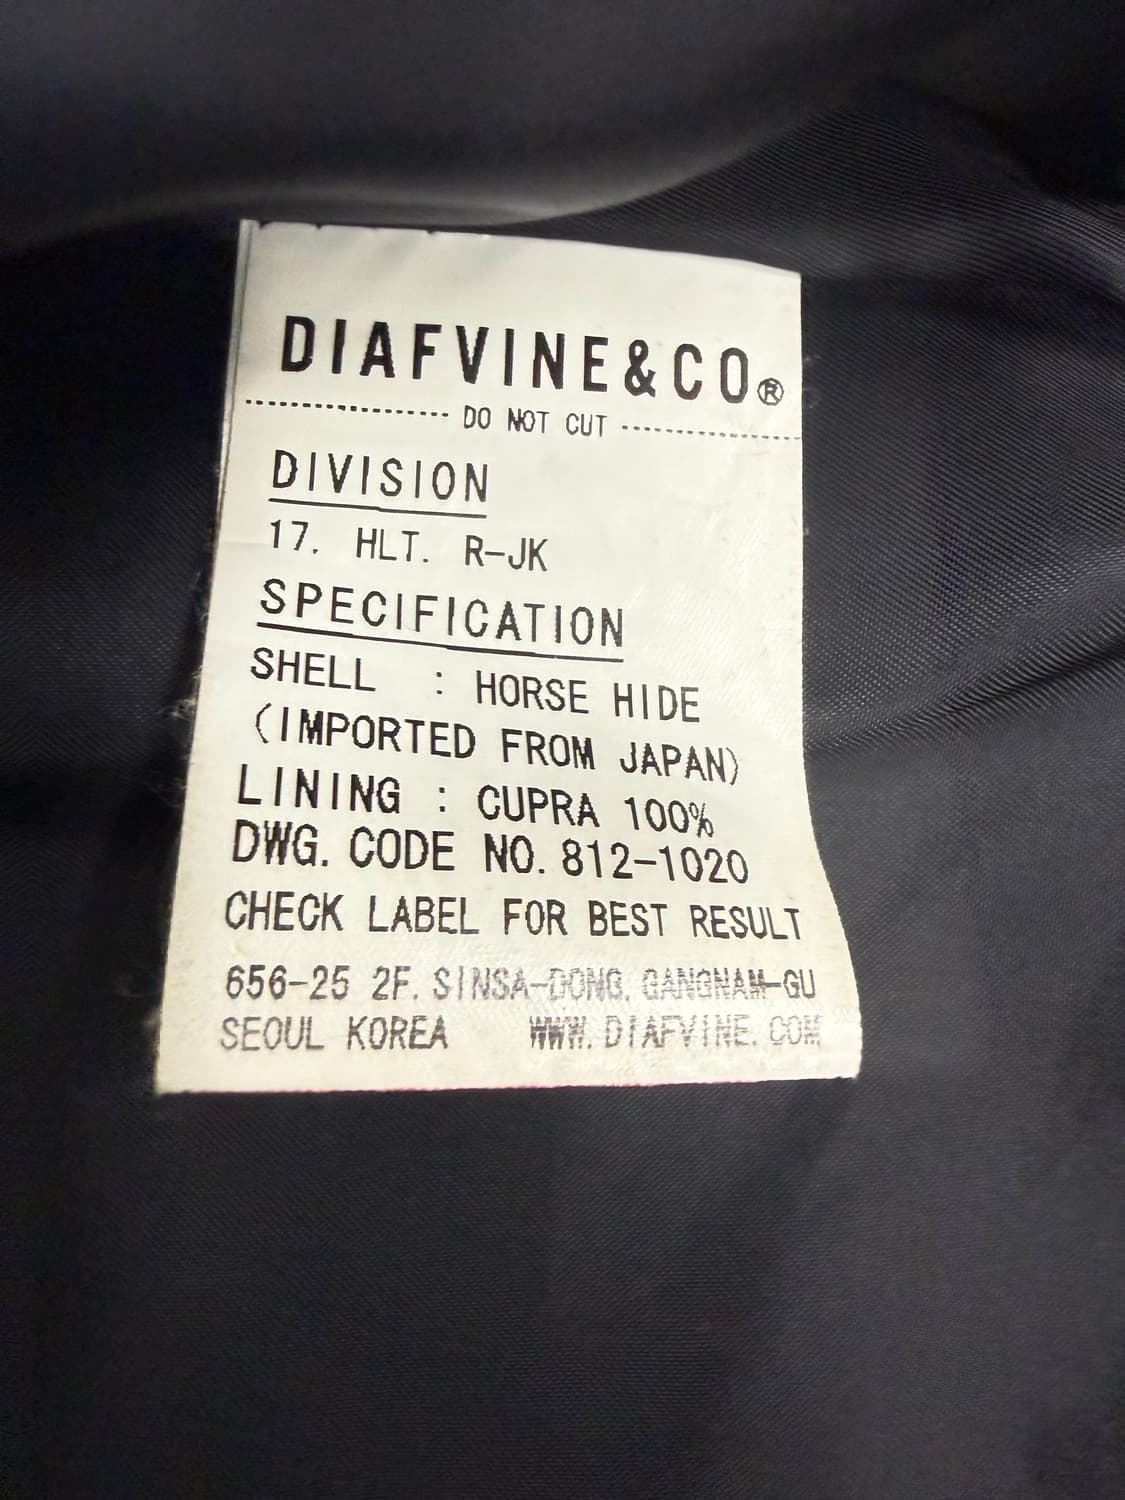 DIAFVINE&CO®
DO NOT CUT
DIVISION
17. HLT. R-JK
SPECIFICATION
SHELL : HORSE HIDE
(IMPORTED FROM JAPAN)
LINING : CUPRA 100%
DWG. CODE NO. 812-1020
CHECK LABEL FOR BEST RESULT
656-25 2F. SINSA-DONG. GANGNAM-GU
SEOUL KOREA WWW. DIAFVINE. COM